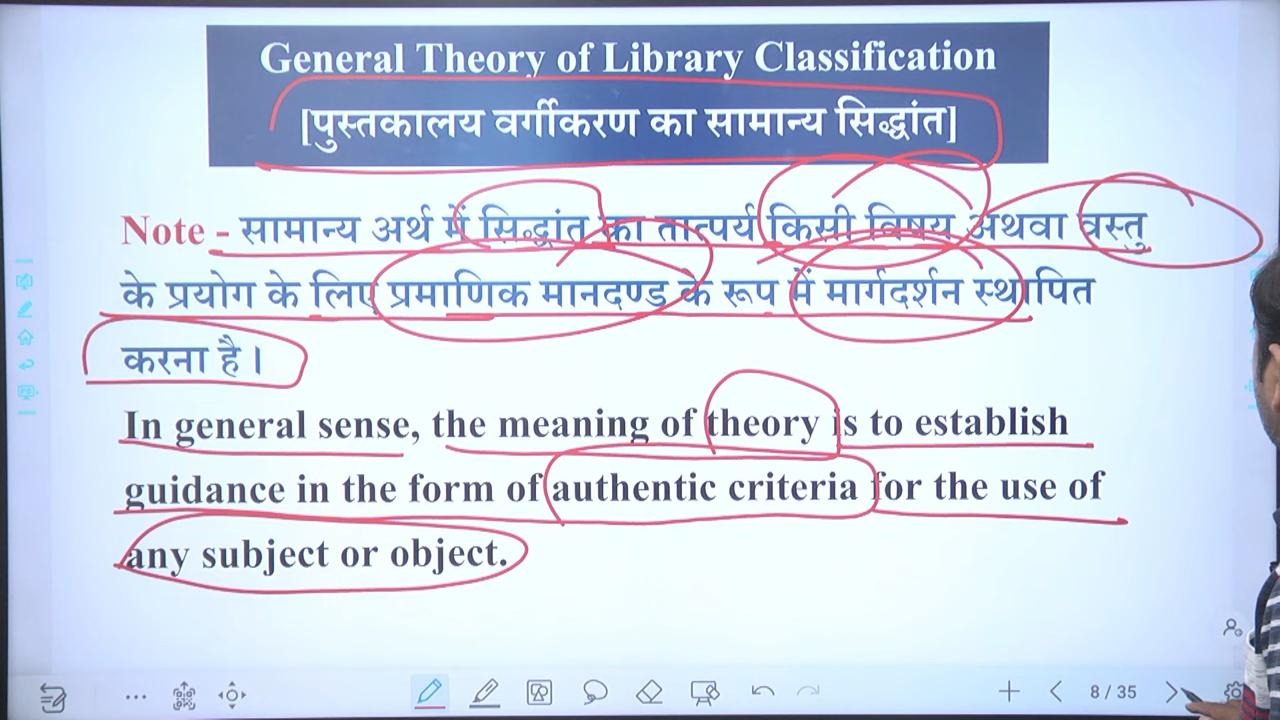 General Theory of Library Classification
[पुस्तकालय वर्गीकरण का सामान्य सिद्धांत]
Note - सामान्य अर्थ में सिद्धांत का तात्पर्य किसी विषय अथवा वस्तु
के प्रयोग के लिए प्रमाणिक मानदण्ड के रूप में मार्गदर्शन स्थापित
करना है।
In general sense, the meaning of theory is to establish
guidance in the form of authentic criteria for the use of
any subject or object.
8 / 35